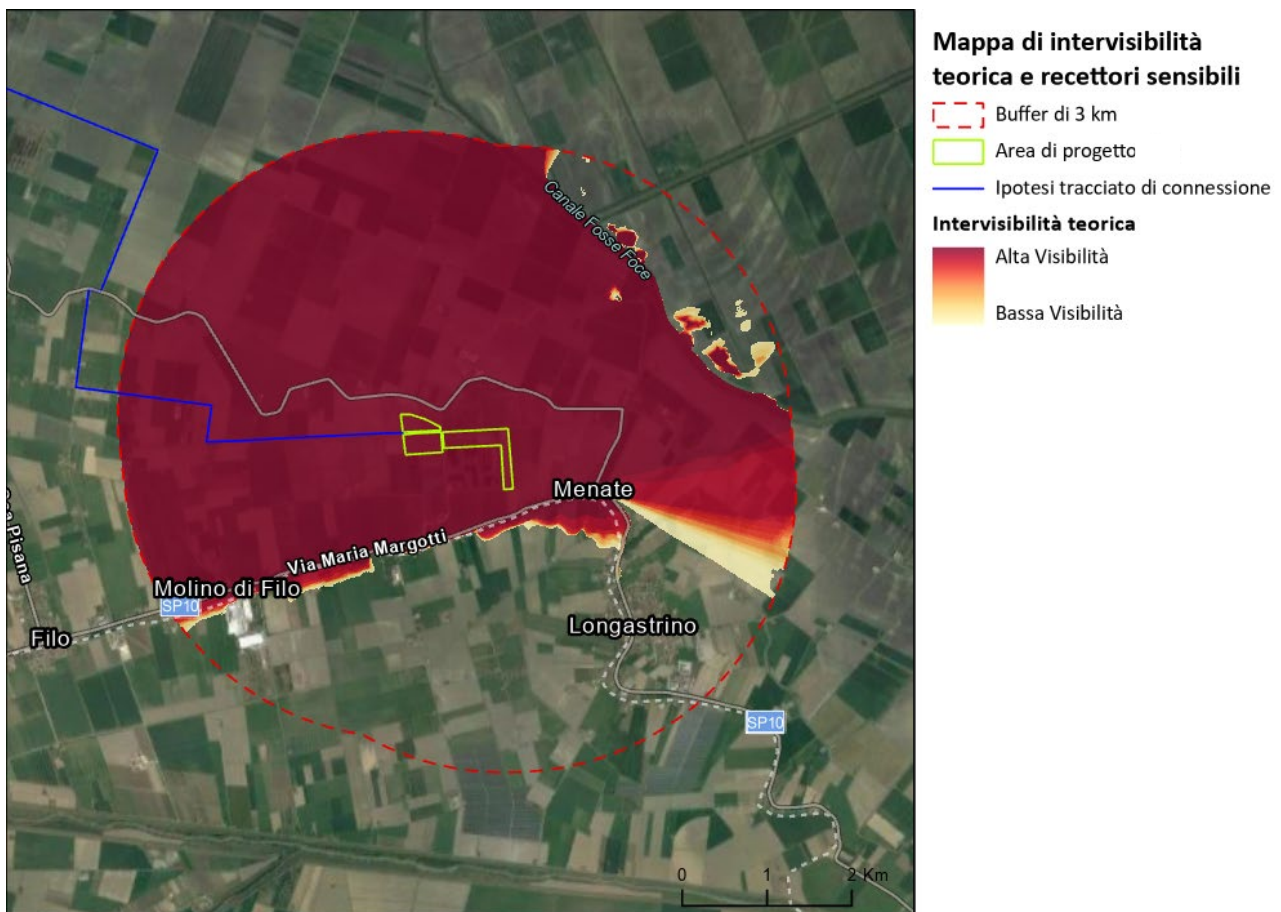 Mappa di intervisibilità
teorica e recettori sensibili
Buffer di 3 km
Area di progetto
Ipotesi tracciato di connessione
Intervisibilità teorica
Alta Visibilità
Bassa Visibilità
Canale Fosse Foce
Menate
Via Maria Margotti
Molino di Filo
SP10
Filo
Pisana
Longastrino
SP10
0 1 2 Km